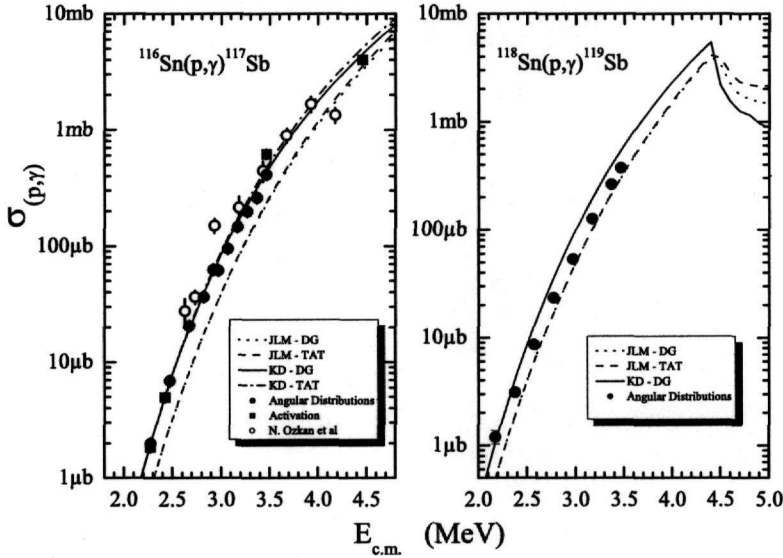 10mb
1mb
100μb
10μb
1μb
σ(p,γ)
¹¹⁶Sn(p,γ)¹¹⁷Sb
JLM - DG
JLM - TAT
KD - DG
KD - TAT
Angular Distributions
Activation
N. Ozkan et al
2.0 2.5 3.0 3.5 4.0 4.5
10mb
1mb
100μb
10μb
1μb
¹¹⁸Sn(p,γ)¹¹⁹Sb
JLM - DG
JLM - TAT
KD - DG
Angular Distributions
2.0 2.5 3.0 3.5 4.0 4.5 5.0
E c.m. (MeV)